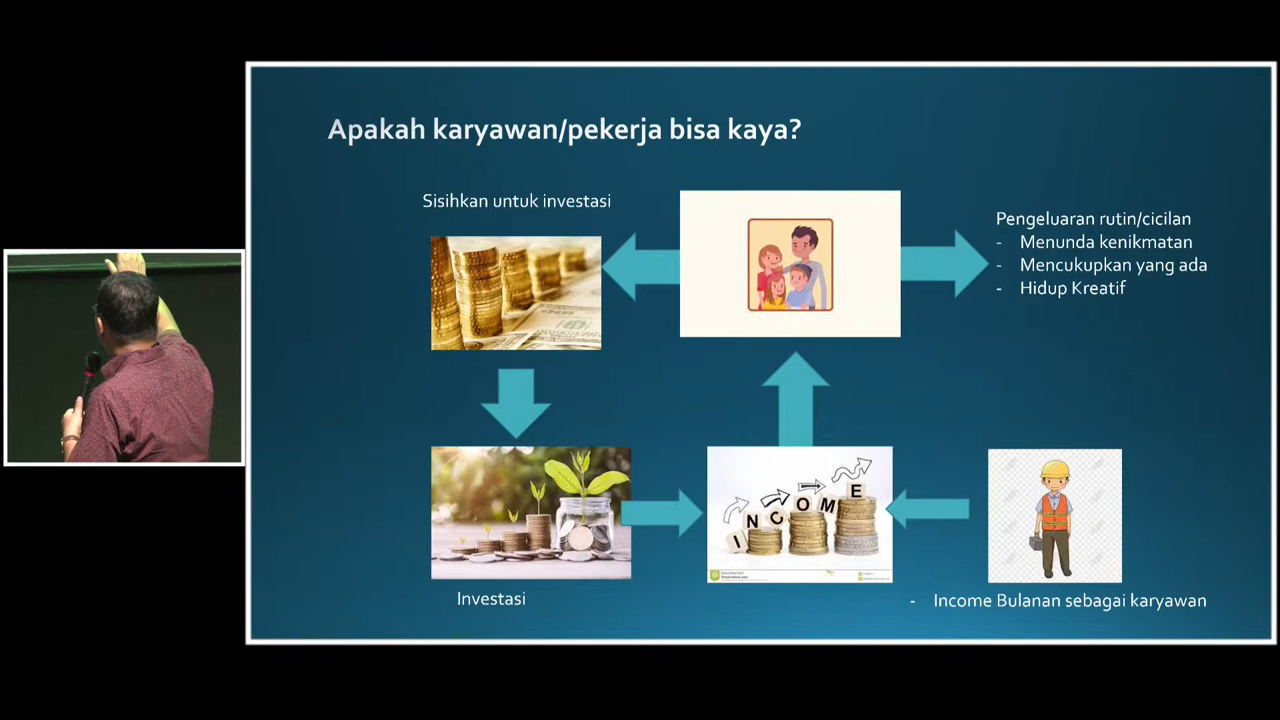 Apakah karyawan/pekerja bisa kaya?
Sisihkan untuk investasi
Pengeluaran rutin/cicilan
- Menunda kenikmatan
- Mencukupkan yang ada
- Hidup Kreatif
INCOME
Investasi
- Income Bulanan sebagai karyawan